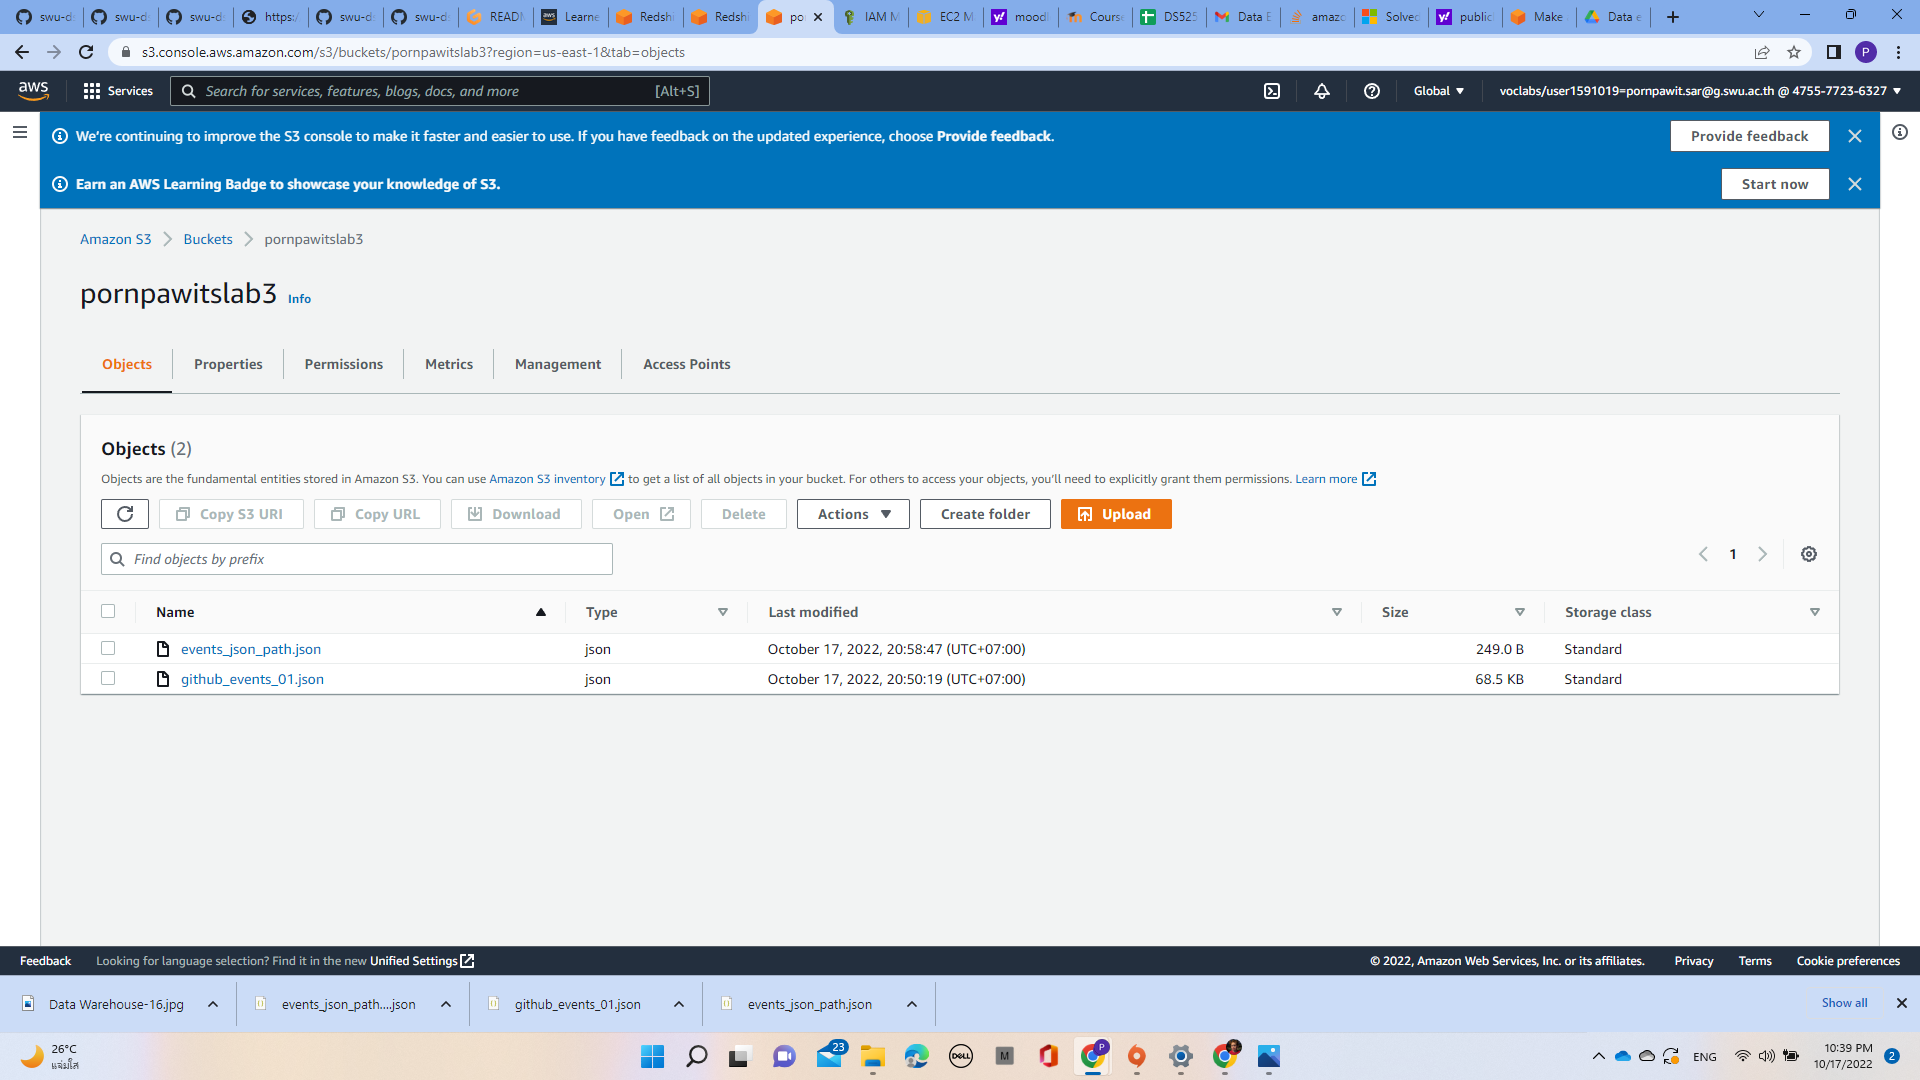 swu-d
swu-d
swu-d
https:/
swu-d
swu-d
READM
Learne
Redsh
Redsh
po
IAM M
EC2 M
mood
Course
DS525
Data E
amazo
Solved
public
Make
Data e
s3.console.aws.amazon.com/s3/buckets/pornpawitslab3?region=us-east-1&tab=objects
P
aws
Services
Search for services, features, blogs, docs, and more
[Alt+S]
Global
voclabs/user1591019=pornpawit.sar@g.swu.ac.th @ 4755-7723-6327
We're continuing to improve the S3 console to make it faster and easier to use. If you have feedback on the updated experience, choose Provide feedback.
Provide feedback
Earn an AWS Learning Badge to showcase your knowledge of S3.
Start now
Amazon S3
Buckets
pornpawitslab3
pornpawitslab3 Info
Objects
Properties
Permissions
Metrics
Management
Access Points
Objects (2)
Objects are the fundamental entities stored in Amazon S3. You can use Amazon S3 inventory to get a list of all objects in your bucket. For others to access your objects, you'll need to explicitly grant them permissions. Learn more
Copy S3 URI
Copy URL
Download
Open
Delete
Actions
Create folder
Upload
Find objects by prefix
1
Name
Type
Last modified
Size
Storage class
events_json_path.json
json
October 17, 2022, 20:58:47 (UTC+07:00)
249.0 B
Standard
github_events_01.json
json
October 17, 2022, 20:50:19 (UTC+07:00)
68.5 KB
Standard
Feedback
Looking for language selection? Find it in the new Unified Settings
© 2022, Amazon Web Services, Inc. or its affiliates.
Privacy
Terms
Cookie preferences
Data Warehouse-16.jpg
events_json_path....json
github_events_01.json
events_json_path.json
Show all
26°C
แจ่มใส
23
DELL
M
P
ENG
10:39 PM
10/17/2022
2